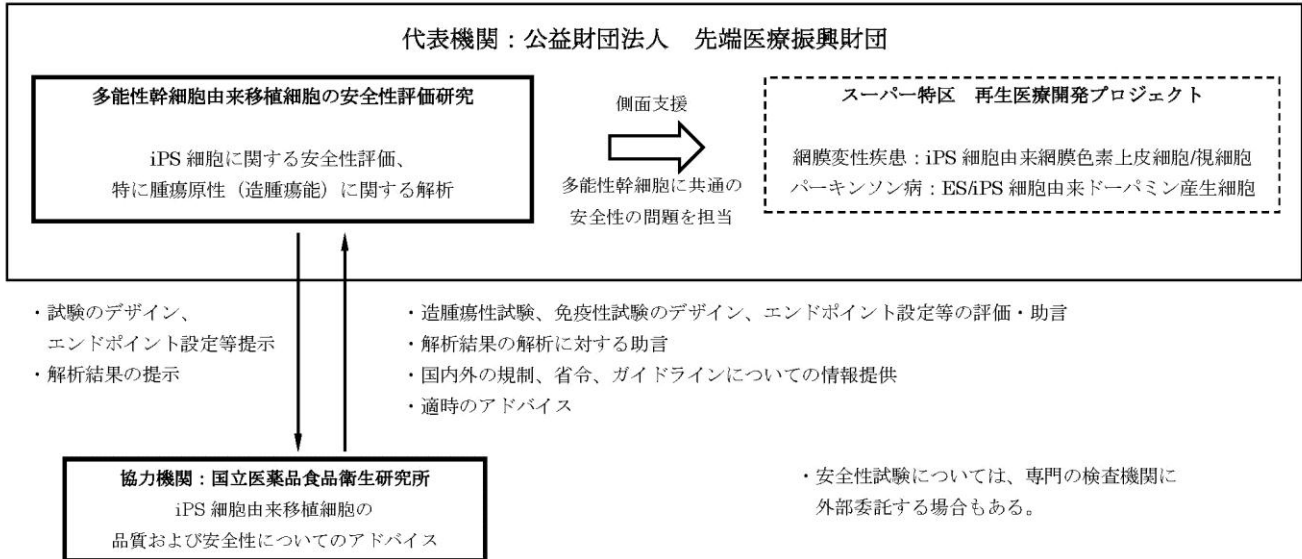 代表機関：公益財団法人　先端医療振興財団
多能性幹細胞由来移植細胞の安全性評価研究
iPS 細胞に関する安全性評価、
特に腫瘍原性（造腫瘍能）に関する解析
側面支援
多能性幹細胞に共通の
安全性の問題を担当
スーパー特区　再生医療開発プロジェクト
網膜変性疾患：iPS 細胞由来網膜色素上皮細胞/視細胞
パーキンソン病：ES/iPS 細胞由来ドーパミン産生細胞
・試験のデザイン、
エンドポイント設定等提示
・解析結果の提示
・造腫瘍性試験、免疫性試験のデザイン、エンドポイント設定等の評価・助言
・解析結果の解析に対する助言
・国内外の規制、省令、ガイドラインについての情報提供
・適時のアドバイス
協力機関：国立医薬品食品衛生研究所
iPS 細胞由来移植細胞の
品質および安全性についてのアドバイス
・安全性試験については、専門の検査機関に
外部委託する場合もある。